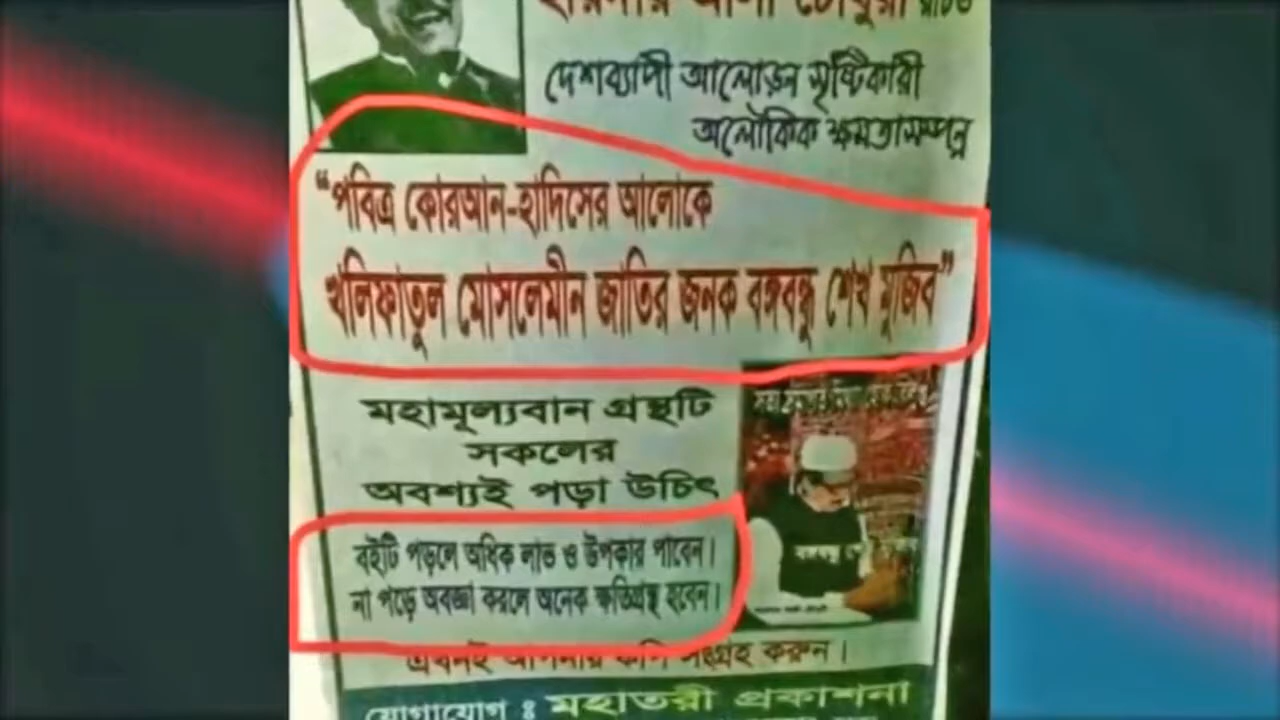 আলী চৌধুরী রচিত
দেশব্যাপী আলোড়ন সৃষ্টিকারী
অলৌকিক ক্ষমতাসম্পন্ন
“পবিত্র কোরআন-হাদিসের আলোকে
খলিফাতুল মোসলেমীন জাতির জনক বঙ্গবন্ধু শেখ মুজিব”
মহামূল্যবান গ্রন্থটি
সকলের
অবশ্যই পড়া উচিৎ
বইটি পড়লে অধিক লাভ ও উপকার পাবেন।
না পড়ে অবজ্ঞা করলে অনেক ক্ষতিগ্রস্থ হবেন।
এখনই আপনার কপি সংগ্রহ করুন।
যোগাযোগ : মহাতরী প্রকাশনা